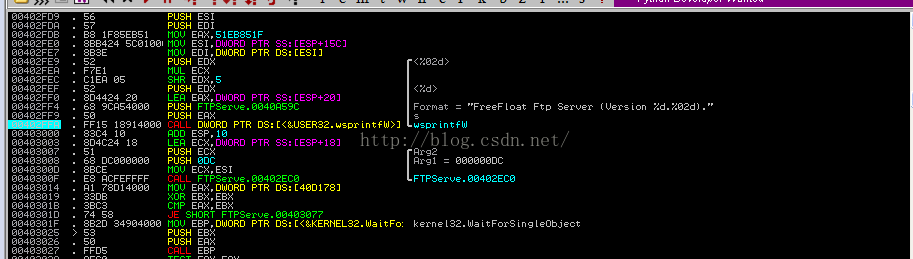 00402FD9 . 56 PUSH ESI
00402FDA . 57 PUSH EDI
00402FDB . B8 1F85EB51 MOV EAX,51EB851F
00402FE0 . 8BB424 5C01000 MOV ESI,DWORD PTR SS:[ESP+15C]
00402FE7 . 8B3E MOV EDI,DWORD PTR DS:[ESI]
00402FE9 . 52 PUSH EDX <%02d>
00402FEA . F7E1 MUL ECX
00402FEC . C1EA 05 SHR EDX,5
00402FEF . 52 PUSH EDX <%d>
00402FF0 . 8D4424 20 LEA EAX,DWORD PTR SS:[ESP+20]
00402FF4 . 68 9CA54000 PUSH FTPServe.0040A59C Format = "FreeFloat Ftp Server (Version %d.%02d)."
00402FF9 . 50 PUSH EAX s
. FF15 18914000 CALL DWORD PTR DS:[<&USER32.wsprintfW>] wsprintfW
00403000 . 83C4 10 ADD ESP,10
00403003 . 8D4C24 18 LEA ECX,DWORD PTR SS:[ESP+18]
00403007 . 51 PUSH ECX Arg2
00403008 . 68 DC000000 PUSH 0DC Arg1 = 000000DC
0040300D . 8BCE MOV ECX,ESI
0040300F . E8 ACFEFFFF CALL FTPServe.00402EC0 FTPServe.00402EC0
00403014 . A1 78D14000 MOV EAX,DWORD PTR DS:[40D178]
00403019 . 33DB XOR EBX,EBX
0040301B . 3BC3 CMP EAX,EBX
0040301D . 74 58 JE SHORT FTPServe.00403077
0040301F . 8B2D 34904000 MOV EBP,DWORD PTR DS:[<&KERNEL32.WaitFo kernel32.WaitForSingleObject
00403025 > 53 PUSH EBX
00403026 . 50 PUSH EAX
00403027 . FFD5 CALL EBP
http://blog.csdn.net/